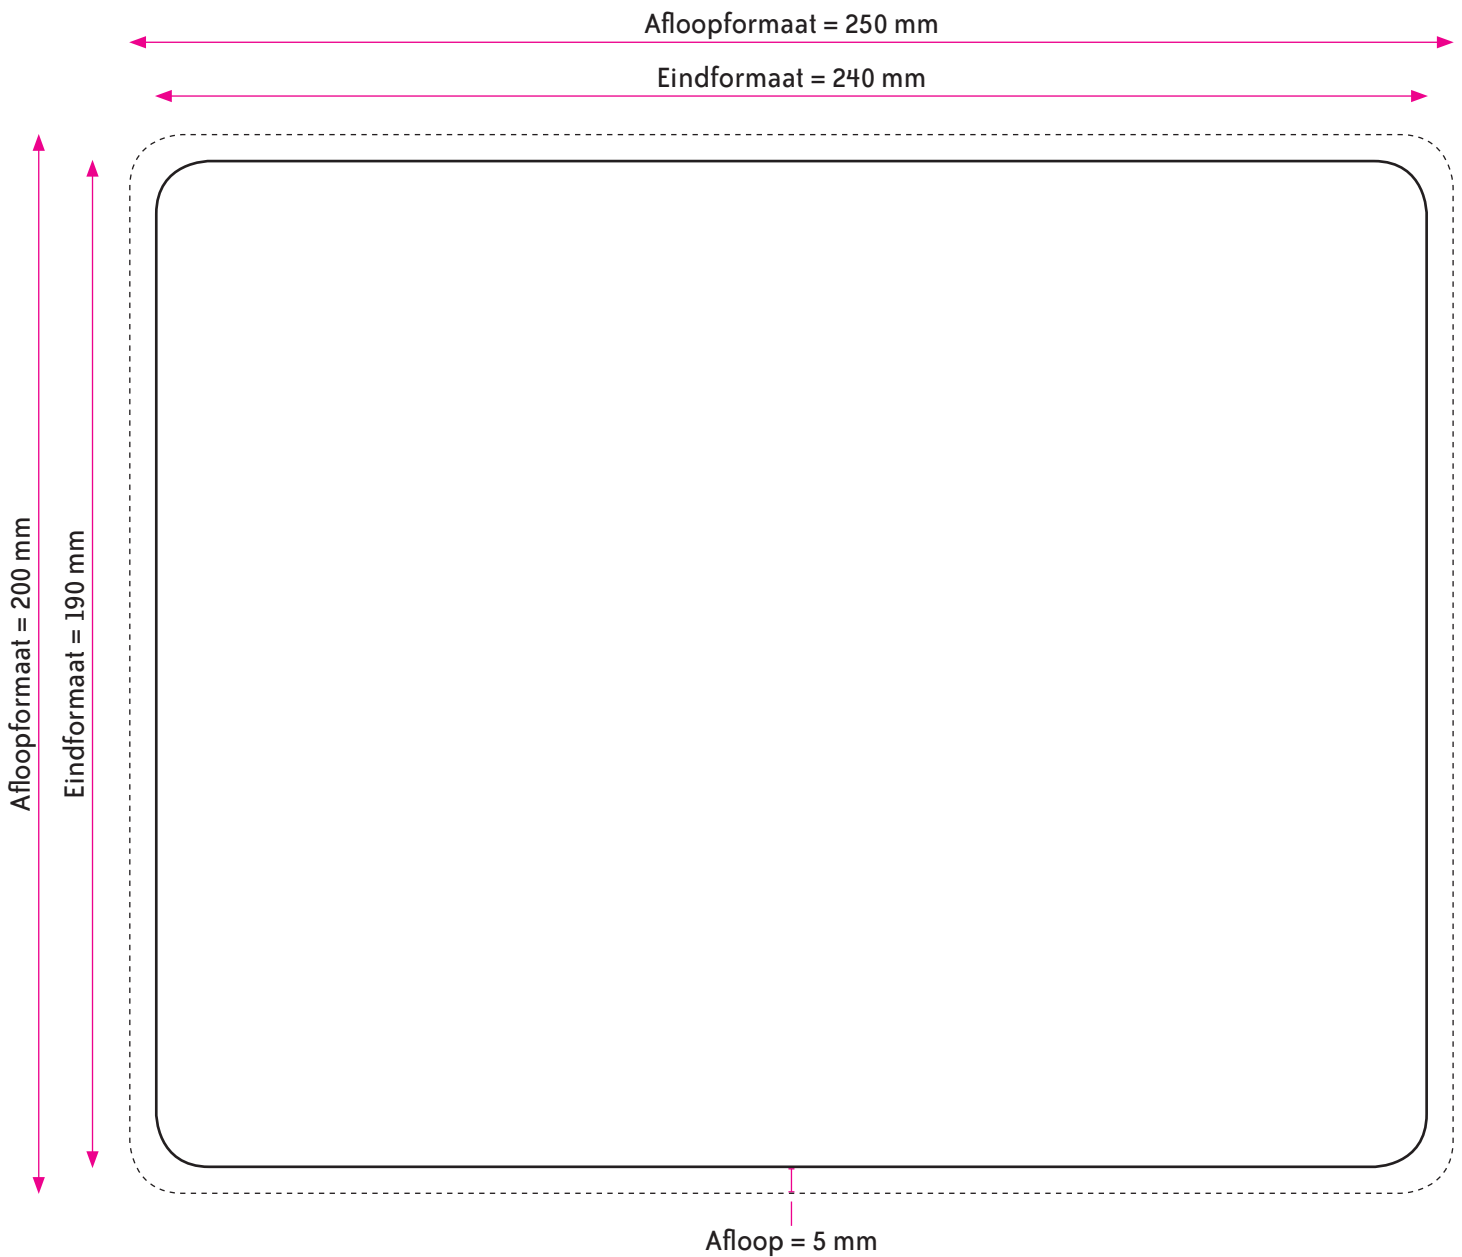 Afloopformaat = 250 mm
Eindformaat = 240 mm
Afloopformaat = 200 mm
Eindformaat = 190 mm
Afloop = 5 mm